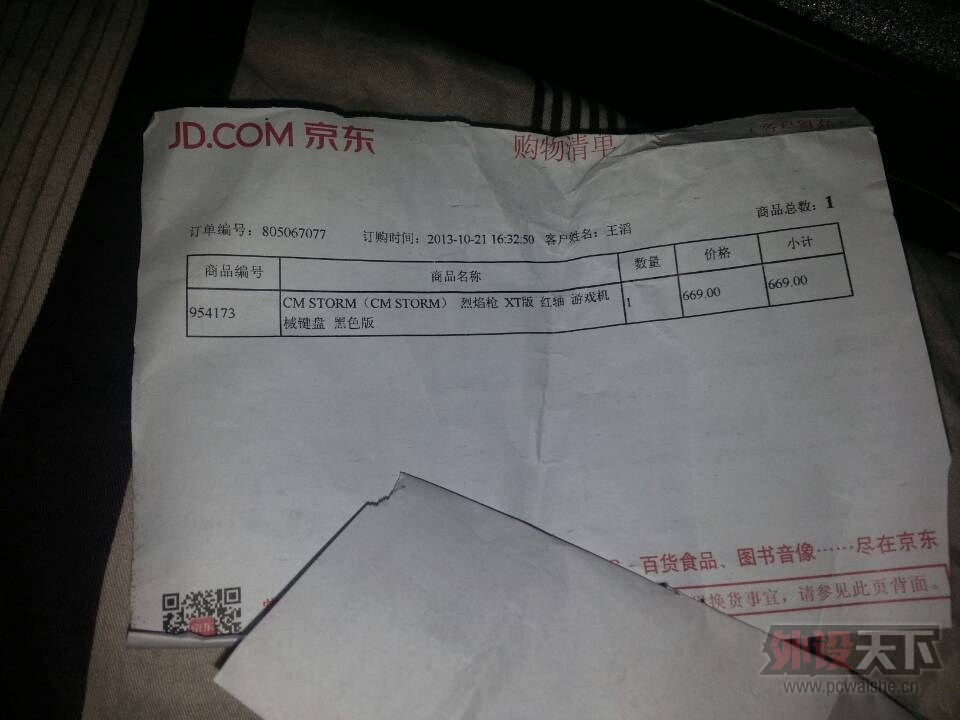 JD.COM 京东
购物清单
商品总数：1
订单编号：805067077 订购时间：2013-10-21 16:32:50 客户姓名：王滔
商品编号 商品名称 数量 价格 小计
954173 CM STORM（CM STORM） 烈焰枪 XT版 红轴 游戏机 1 669.00 669.00
械键盘 黑色版
百货食品、图书音像……尽在京东
换货事宜，请参见此页背面。
京东
外设天下
www.pcwaishe.cn